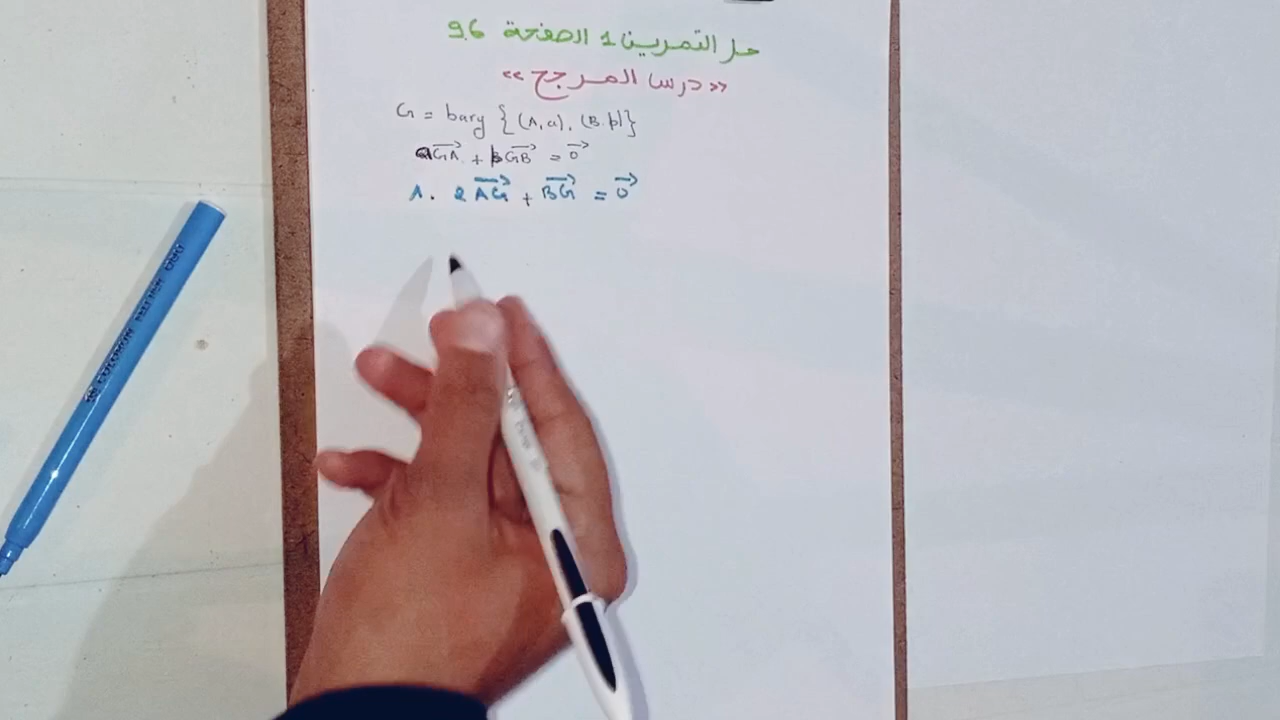 حل التمرين 1 الصفحة 96
«درس المرجح»
G = bary {(A,a), (B,b)}
aGA⃗ + bGB⃗ = 0⃗
1. 2AG⃗ + BG⃗ = 0⃗